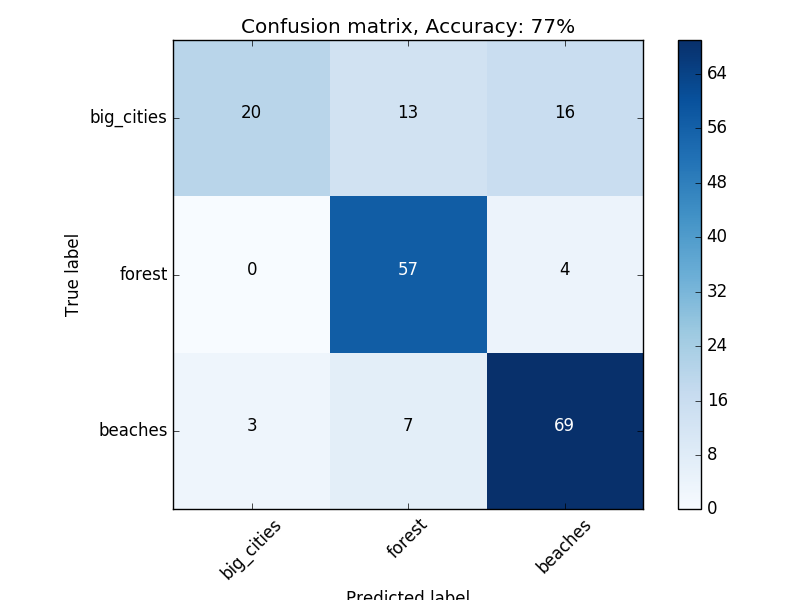 Confusion matrix, Accuracy: 77%
big_cities 20 13 16
forest 0 57 4
beaches 3 7 69
True label
big_cities forest beaches
Predicted label
64
56
48
40
32
24
16
8
0